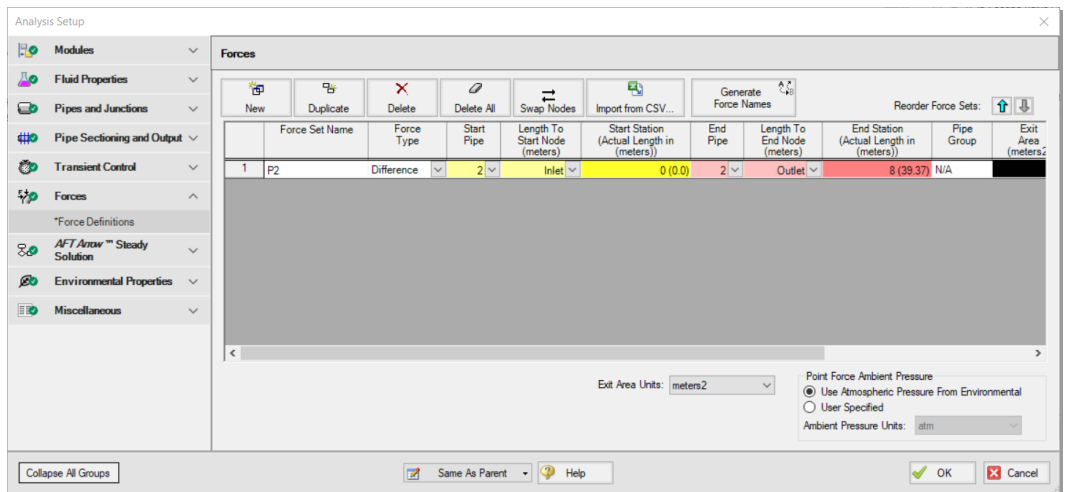 Analysis Setup
Modules
Fluid Properties
Pipes and Junctions
Pipe Sectioning and Output
Transient Control
Forces
*Force Definitions
AFT Arrow ™ Steady
Solution
Environmental Properties
Miscellaneous
Forces
New
Duplicate
Delete
Delete All
Swap Nodes
Import from CSV...
Generate
Force Names
Reorder Force Sets:
Force Set Name
Force
Type
Start
Pipe
Length To
Start Node
(meters)
Start Station
(Actual Length in
(meters))
End
Pipe
Length To
End Node
(meters)
End Station
(Actual Length in
(meters))
Pipe
Group
Exit
Area
(meters2
1 P2 Difference 2 Inlet 0 (0.0) 2 Outlet 8 (39.37) N/A
Exit Area Units: meters2
Point Force Ambient Pressure
Use Atmospheric Pressure From Environmental
User Specified
Ambient Pressure Units: atm
Collapse All Groups
Same As Parent
Help
OK
Cancel